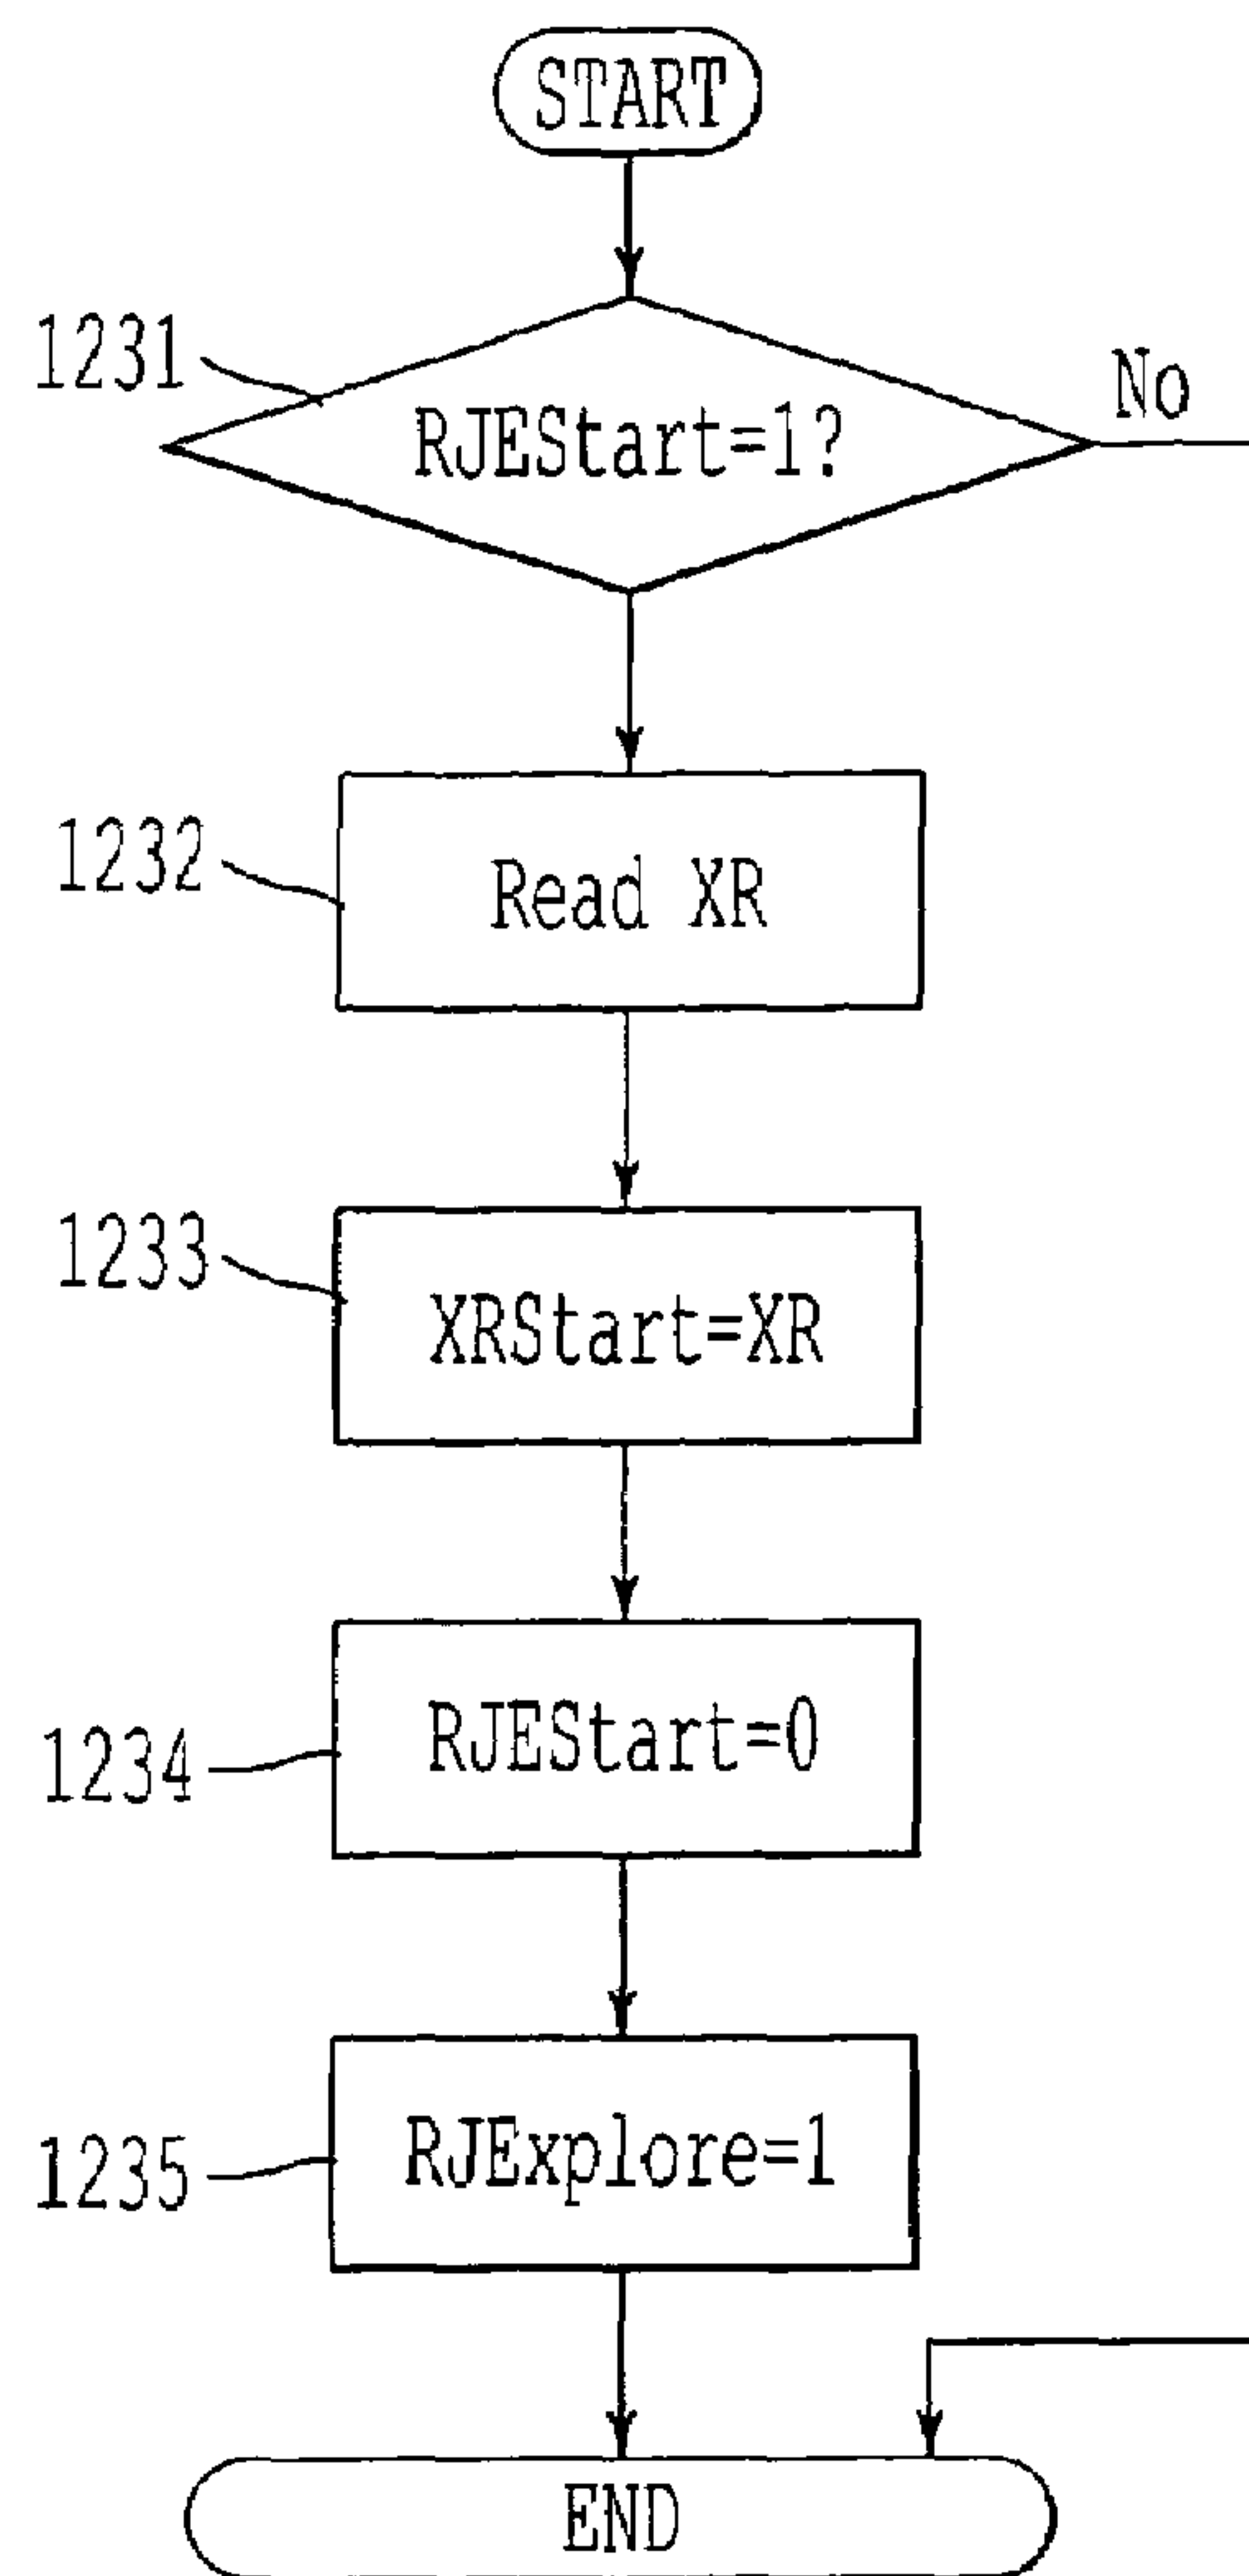 START
1231
RJEStart=1?
No
1232
Read XR
1233
XRStart=XR
1234
RJEStart=0
1235
RJExplore=1
END